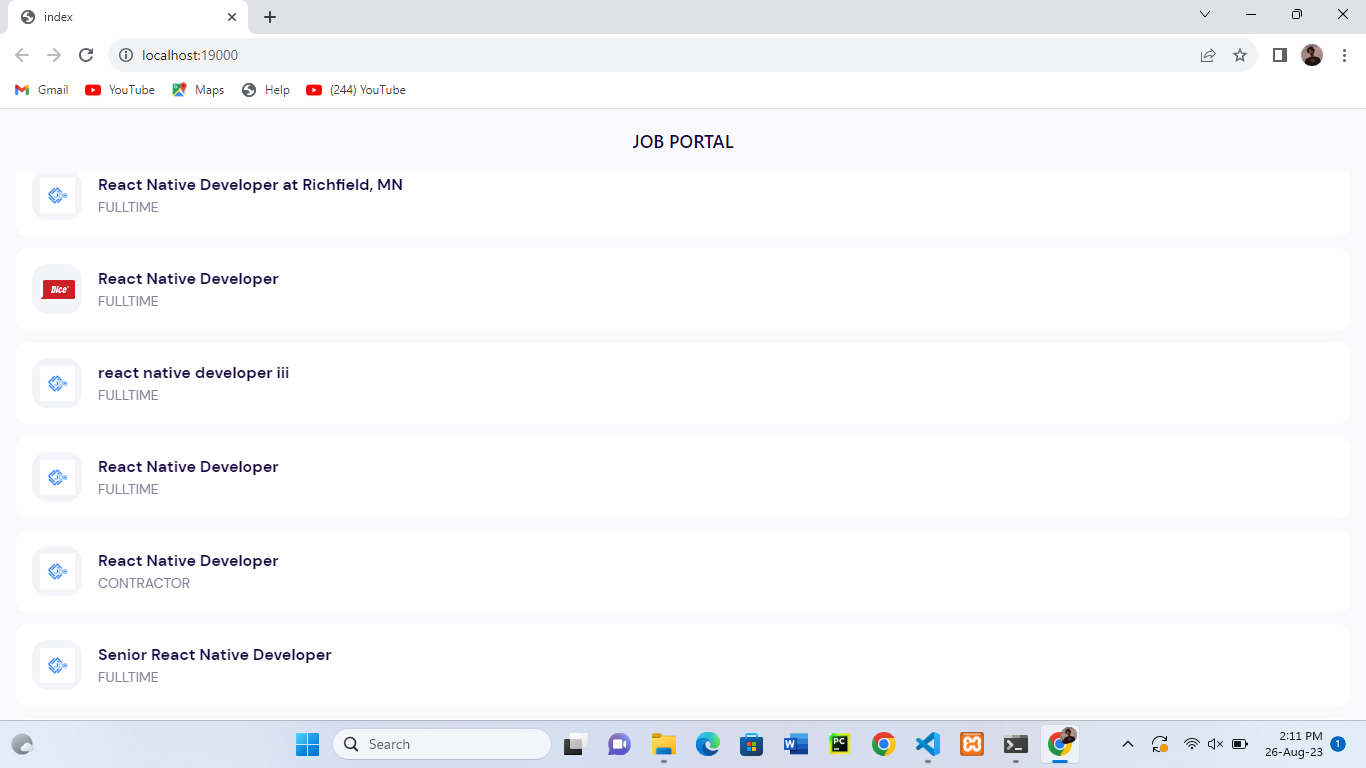 index
localhost:19000
Gmail YouTube Maps Help (244) YouTube
JOB PORTAL
React Native Developer at Richfield, MN
FULLTIME
React Native Developer
FULLTIME
Dice
react native developer iii
FULLTIME
React Native Developer
FULLTIME
React Native Developer
CONTRACTOR
Senior React Native Developer
FULLTIME
Search
W
PC
2:11 PM
26-Aug-23
1